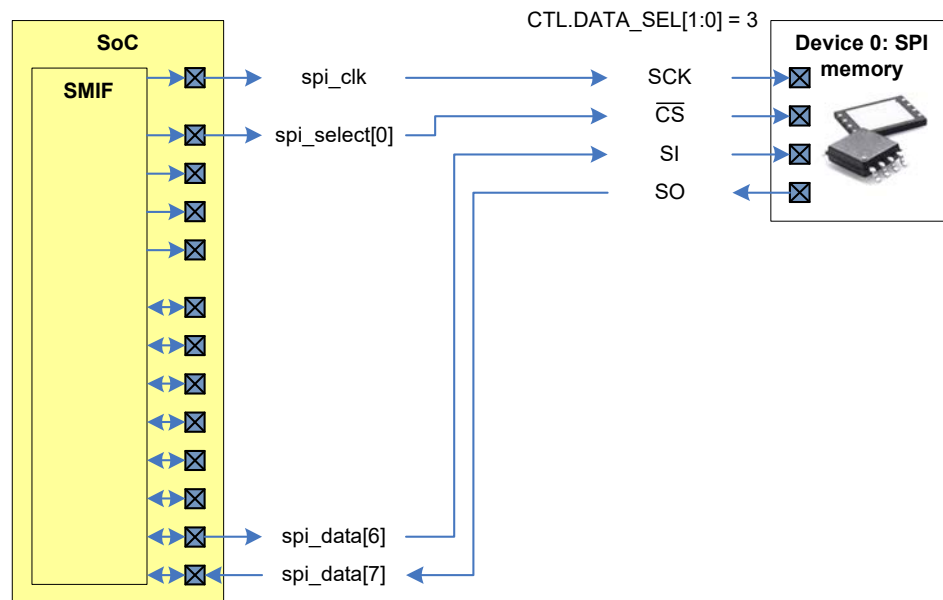 CTL.DATA_SEL[1:0] = 3
SoC
SMIF
Device 0: SPI
memory
spi_clk
SCK
spi_select[0]
CS
SI
SO
spi_data[6]
spi_data[7]